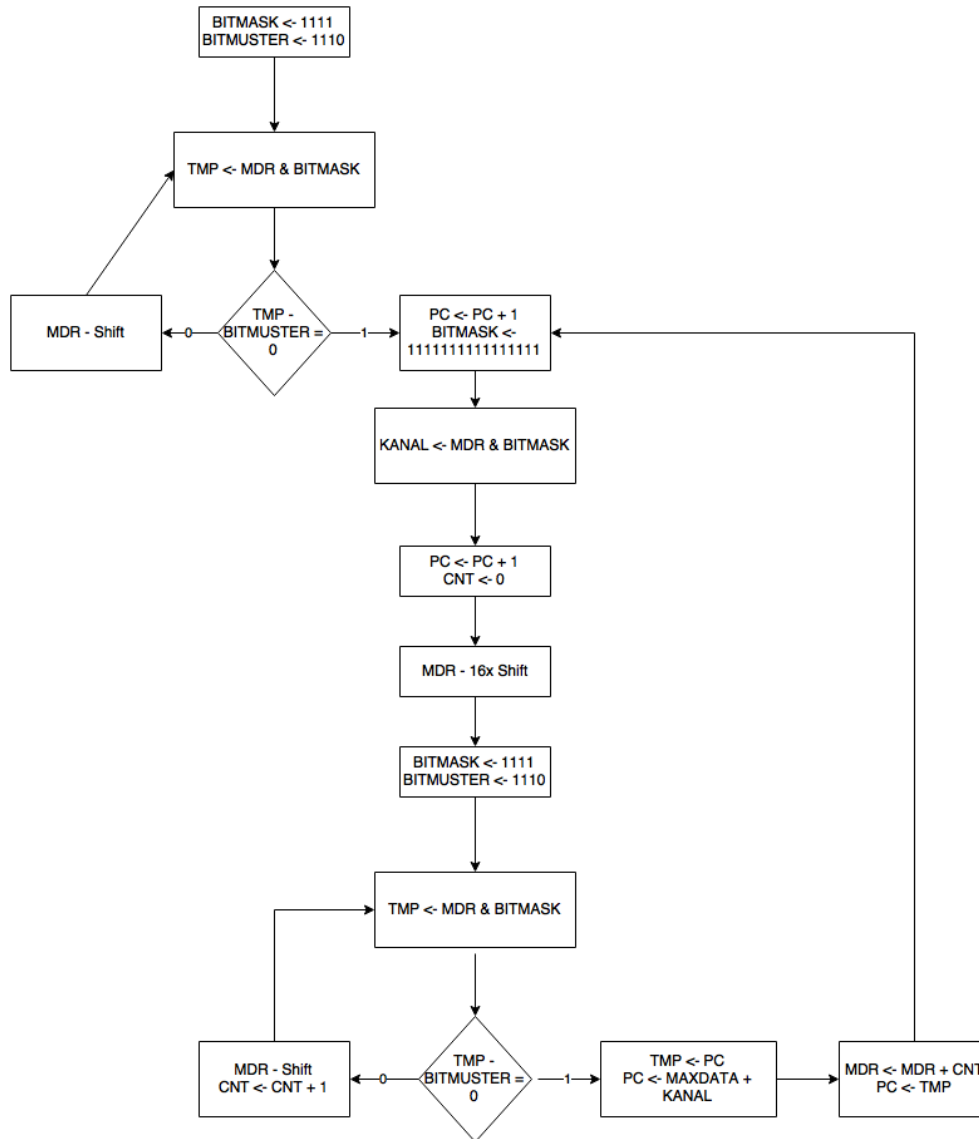 BITMASK <- 1111
BITMUSTER <- 1110
TMP <- MDR & BITMASK
MDR - Shift
0
TMP -
BITMUSTER =
0
1
PC <- PC + 1
BITMASK <-
1111111111111111
KANAL <- MDR & BITMASK
PC <- PC + 1
CNT <- 0
MDR - 16x Shift
BITMASK <- 1111
BITMUSTER <- 1110
TMP <- MDR & BITMASK
MDR - Shift
CNT <- CNT + 1
0
TMP -
BITMUSTER =
0
1
TMP <- PC
PC <- MAXDATA +
KANAL
MDR <- MDR + CNT
PC <- TMP